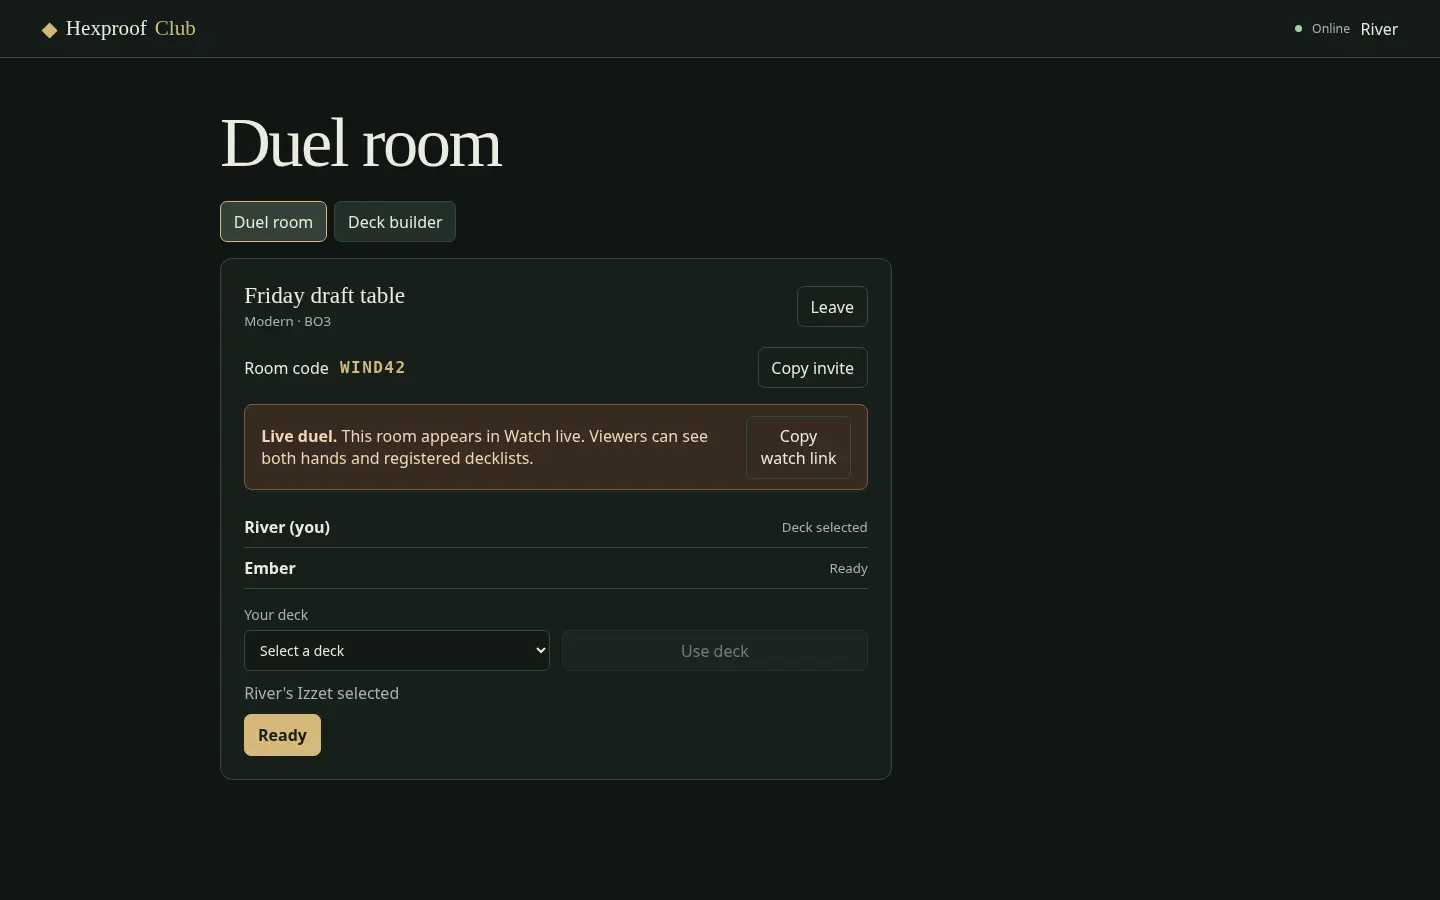 Hexproof Club
Online River
Duel room
Duel room Deck builder
Friday draft table
Modern · BO3
Leave
Room code WIND42
Copy invite
Live duel. This room appears in Watch live. Viewers can see
both hands and registered decklists.
Copy
watch link
River (you) Deck selected
Ember Ready
Your deck
Select a deck Use deck
River's Izzet selected
Ready